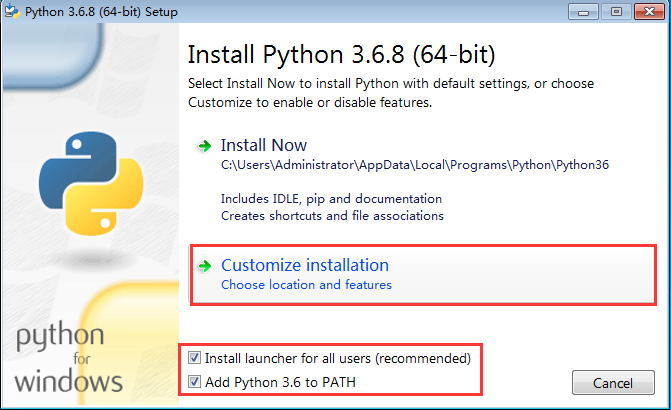 Python 3.6.8 (64-bit) Setup
Install Python 3.6.8 (64-bit)
Select Install Now to install Python with default settings, or choose
Customize to enable or disable features.
Install Now
C:\Users\Administrator\AppData\Local\Programs\Python\Python36
Includes IDLE, pip and documentation
Creates shortcuts and file associations
Customize installation
Choose location and features
python
for
windows
Install launcher for all users (recommended)
Add Python 3.6 to PATH
Cancel